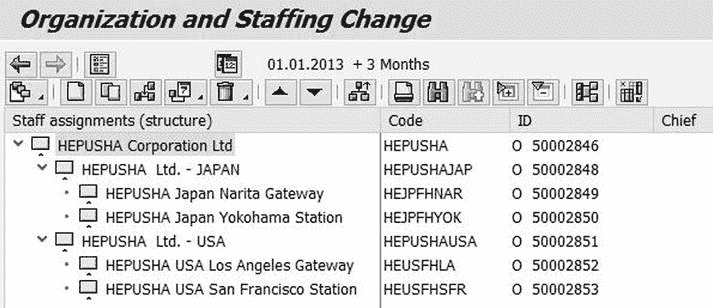 Organization and Staffing Change
01.01.2013 + 3 Months
Staff assignments (structure) Code ID Chief
HEPUSHA Corporation Ltd HEPUSHA O 50002846
HEPUSHA Ltd. - JAPAN HEPUSHAJAP O 50002848
HEPUSHA Japan Narita Gateway HEJPFHNAR O 50002849
HEPUSHA Japan Yokohama Station HEJPFHYOK O 50002850
HEPUSHA Ltd. - USA HEPUSHAUSA O 50002851
HEPUSHA USA Los Angeles Gateway HEUSFHLA O 50002852
HEPUSHA USA San Francisco Station HEUSFHSFR O 50002853